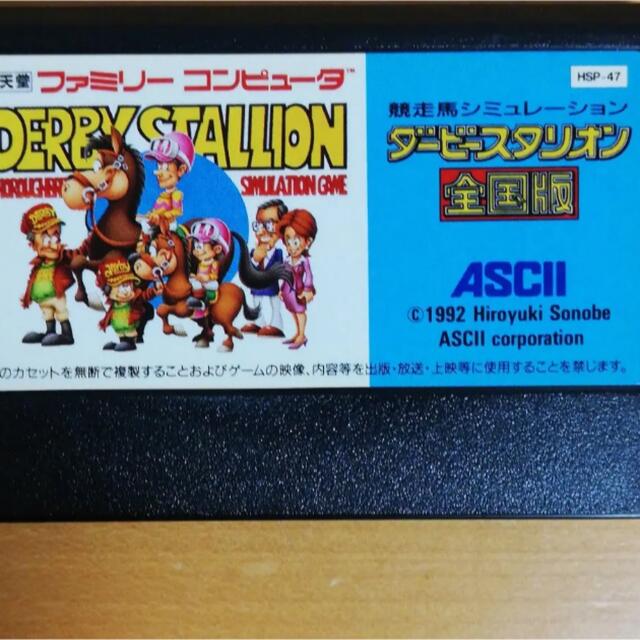 天堂 ファミリー コンピュータ™
DERBY STALLION
THOROUGHBRED SIMULATION GAME
DERBY
Derby
HSP-47
競走馬シミュレーション
ダービースタリオン
全国版
ASCII
©1992 Hiroyuki Sonobe
ASCII corporation
のカセットを無断で複製することおよびゲームの映像、内容等を出版・放送・上映等に使用することを禁じます。